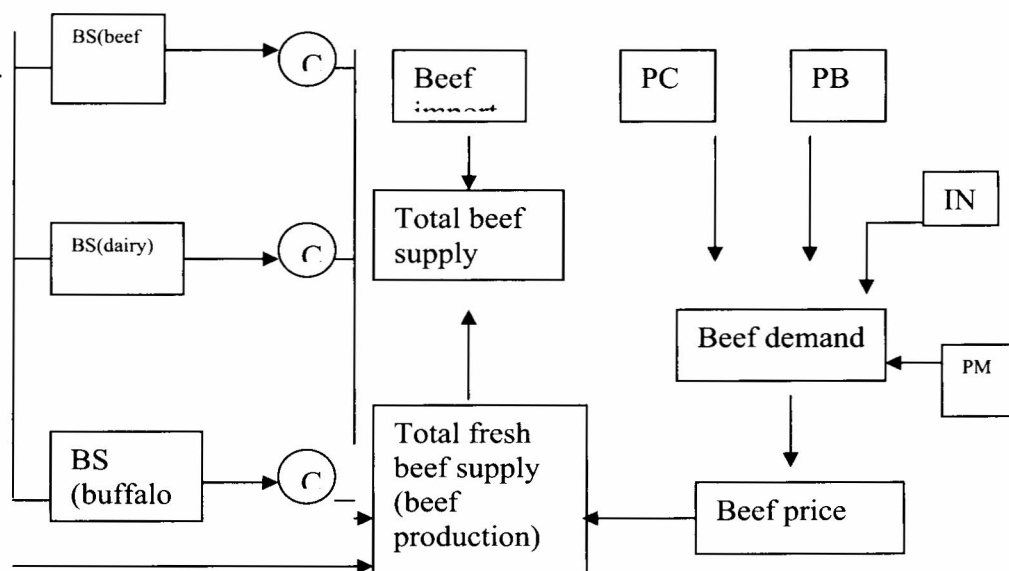 BS(beef
C
Beef
import
PC
PB
IN
Total beef
supply
BS(dairy)
C
Beef demand
PM
BS
(buffalo
C
Total fresh
beef supply
(beef
production)
Beef price